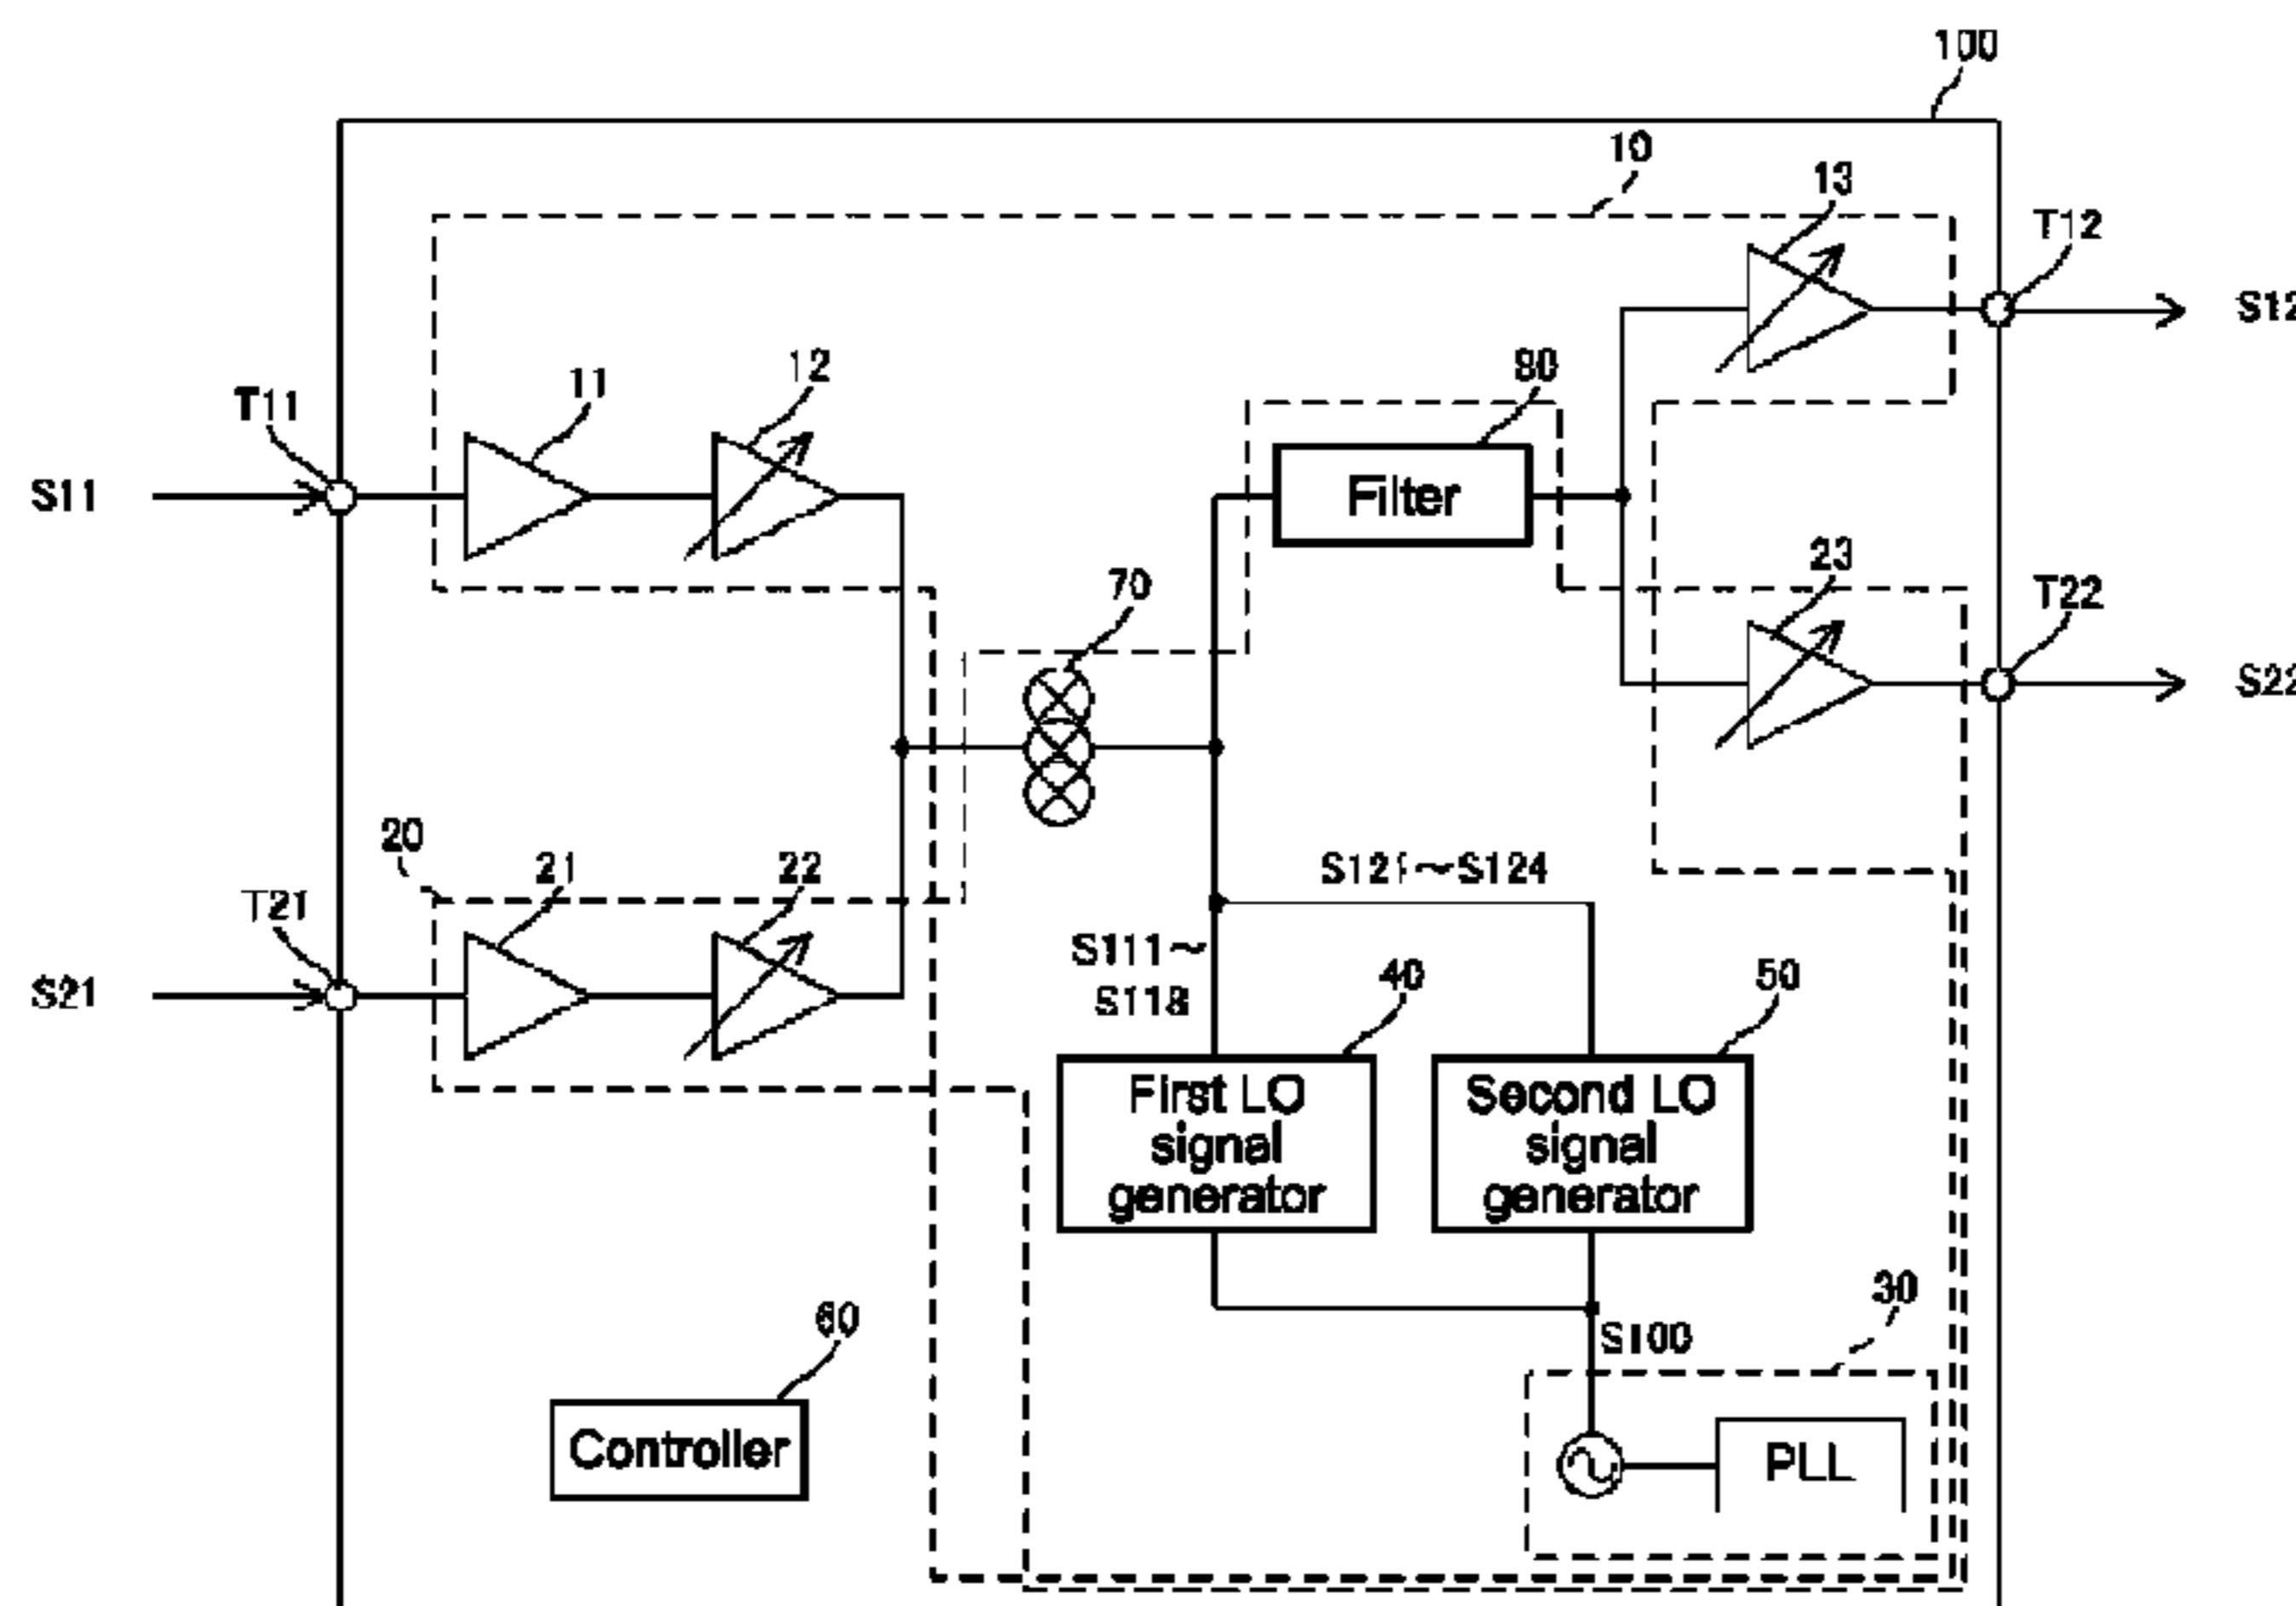 100
10
13
T12
S12
80
12
11
T11
S11
Filter
23
70
T22
S22
20
21
22
S121~S124
T21
S111~
S118
40
50
S21
First LO
signal
generator
Second LO
signal
generator
30
60
S100
Controller
PLL